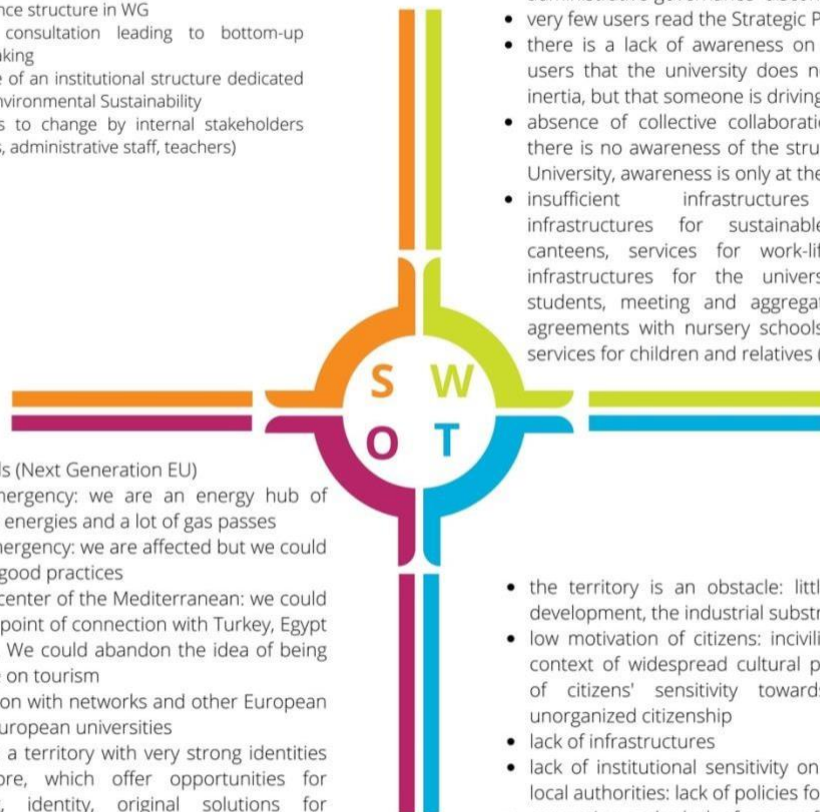 nce structure in WG
consultation leading to bottom-up
king
e of an institutional structure dedicated
nvironmental Sustainability
s to change by internal stakeholders
, administrative staff, teachers)
• very few users read the Strategic P
• there is a lack of awareness on
users that the university does n
inertia, but that someone is driving
• absence of collective collaborati
there is no awareness of the stru
University, awareness is only at the
• insufficient infrastructures
infrastructures for sustainable
canteens, services for work-lif
infrastructures for the univers
students, meeting and aggregat
agreements with nursery schools
services for children and relatives (
S W
O T
ls (Next Generation EU)
mergency: we are an energy hub of
energies and a lot of gas passes
mergency: we are affected but we could
good practices
center of the Mediterranean: we could
point of connection with Turkey, Egypt
We could abandon the idea of being
e on tourism
on with networks and other European
uropean universities
a territory with very strong identities
ore, which offer opportunities for
identity, original solutions for
• the territory is an obstacle: littl
development, the industrial substr
• low motivation of citizens: incivili
context of widespread cultural p
of citizens' sensitivity toward
unorganized citizenship
• lack of infrastructures
• lack of institutional sensitivity on
local authorities: lack of policies fo